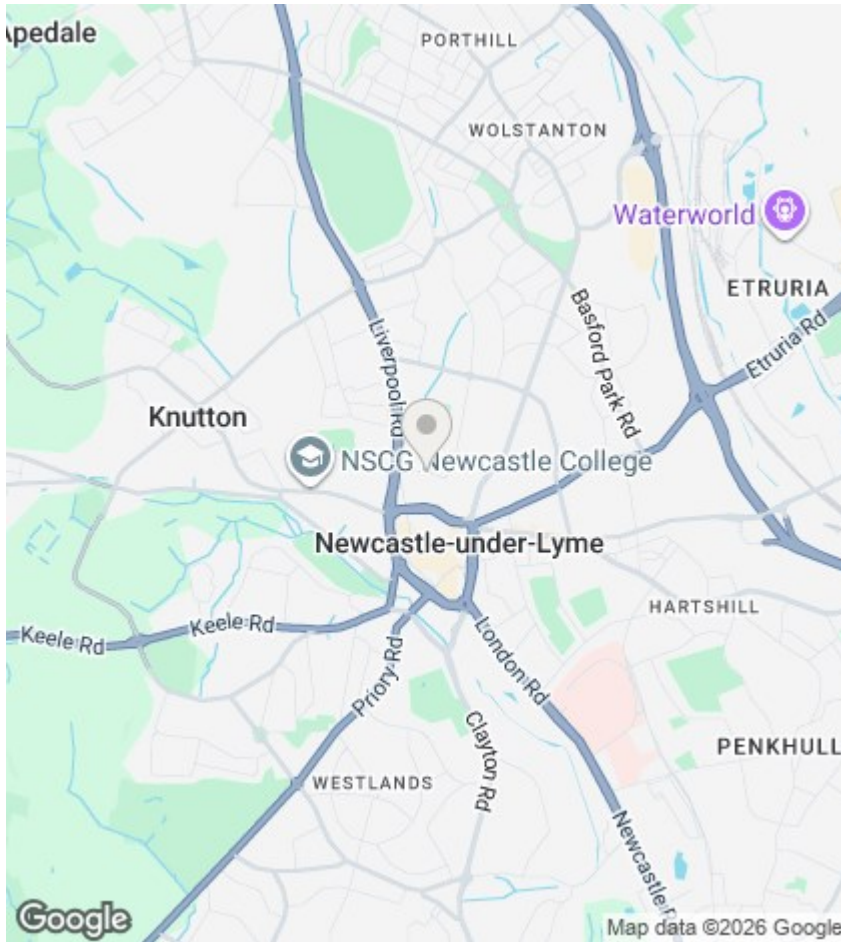 Apedale
PORTHILL
WOLSTANTON
Waterworld
ETRURIA
Etruria Rd
Basford Park Rd
Liverpool Rd
Knutton
NSCG Newcastle College
Newcastle-under-Lyme
HARTSHILL
Keele Rd
Keele Rd
Priory Rd
London Rd
Clayton Rd
PENKHULL
WESTLANDS
Newcastle R
Google
Map data ©2026 Google